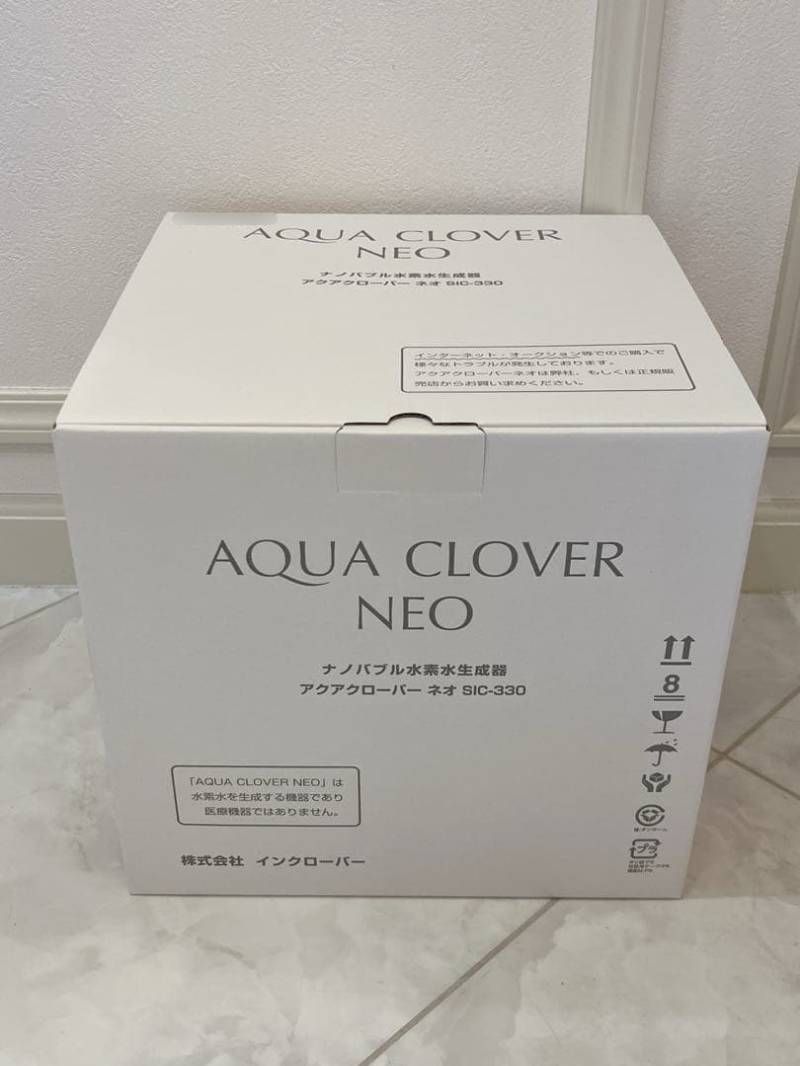 AQUA CLOVER
NEO
ナノバブル水素水生成器
アクアクローバー ネオ SIC-330
インターネット・オークション等でのご購入で
様々なトラブルが発生しております。
アクアクローバーネオは弊社、もしくは正規販
売店からお買い求めください。
AQUA CLOVER
NEO
ナノバブル水素水生成器
アクアクローバー ネオ SIC-330
8
「AQUA CLOVER NEO」は
水素水を生成する機器であり
医療機器ではありません。
株式会社 インクローバー
プラ